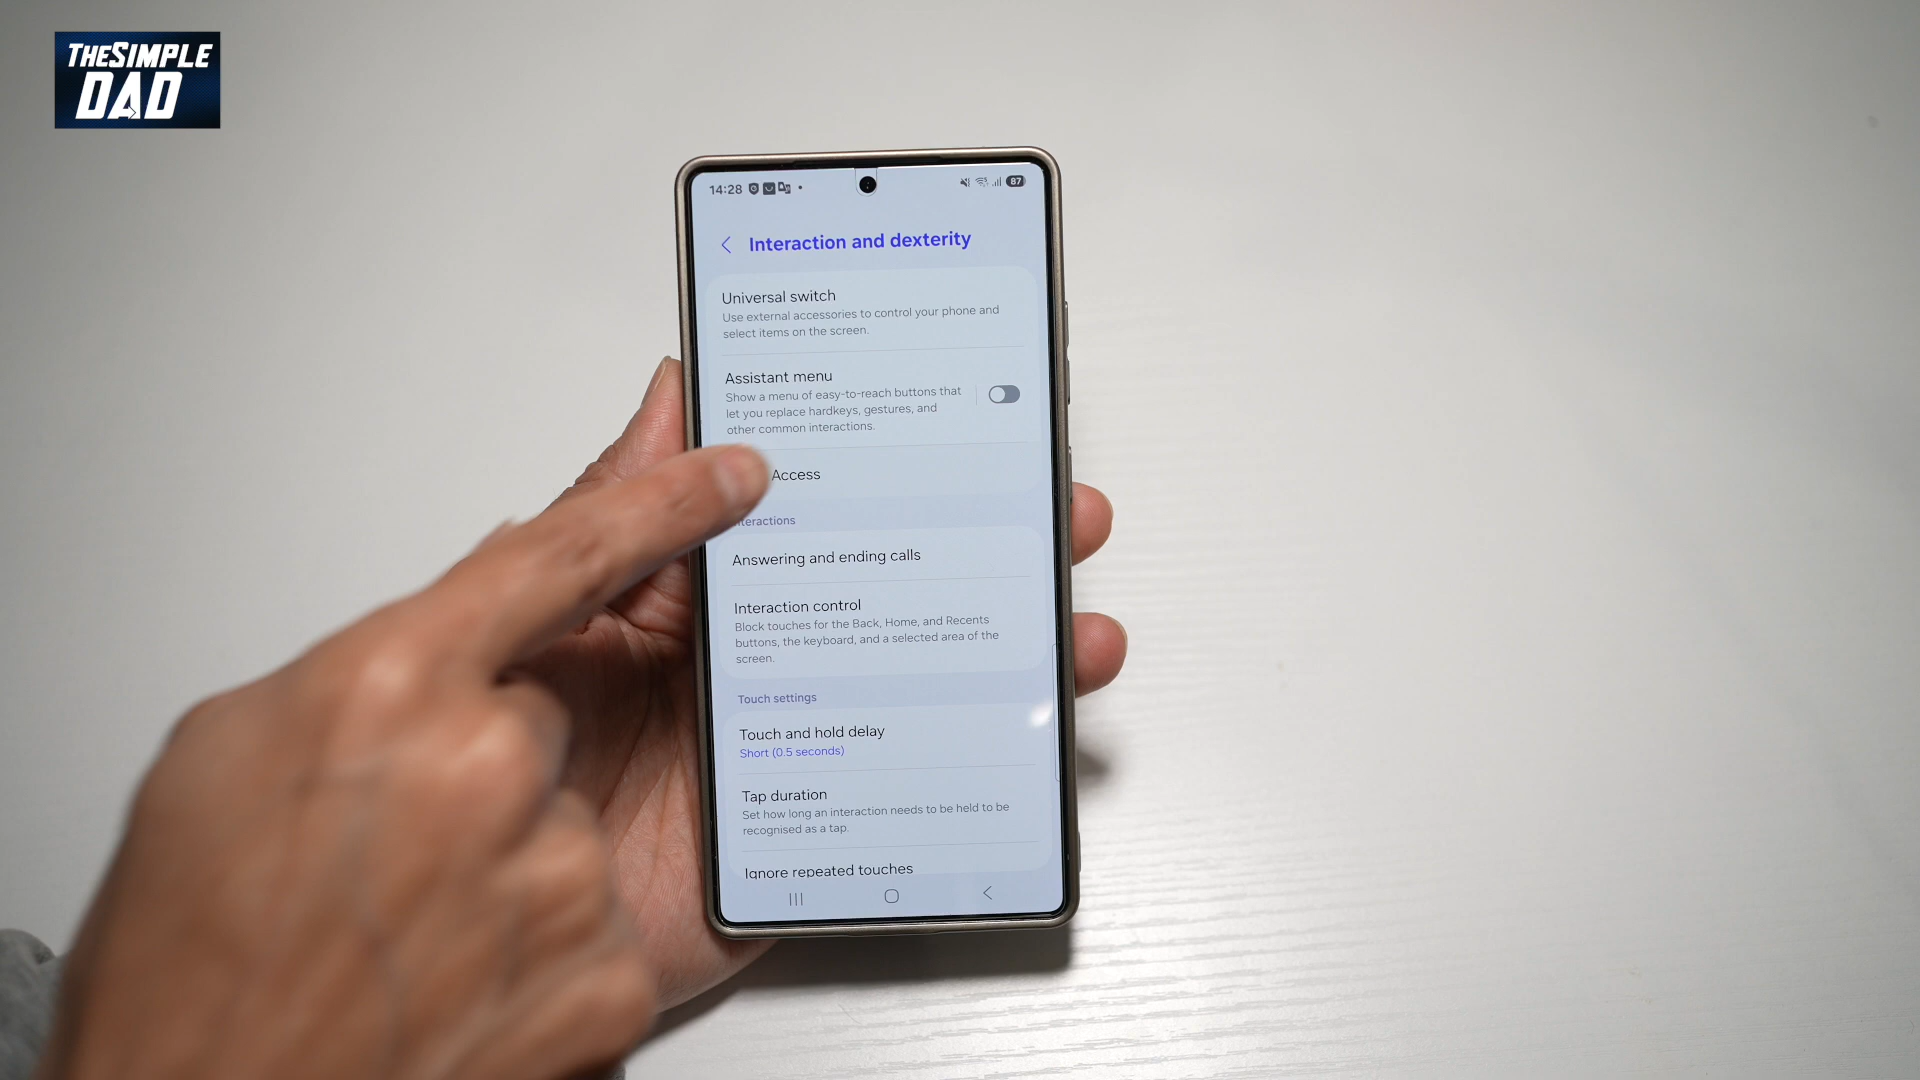 THESIMPLE
DAD
14:28
87
Interaction and dexterity
Universal switch
Use external accessories to control your phone and
select items on the screen.
Assistant menu
Show a menu of easy-to-reach buttons that
let you replace hardkeys, gestures, and
other common interactions.
Access
nteractions
Answering and ending calls
Interaction control
Block touches for the Back, Home, and Recents
buttons, the keyboard, and a selected area of the
screen.
Touch settings
Touch and hold delay
Short (0.5 seconds)
Tap duration
Set how long an interaction needs to be held to be
recognised as a tap.
Ignore repeated touches